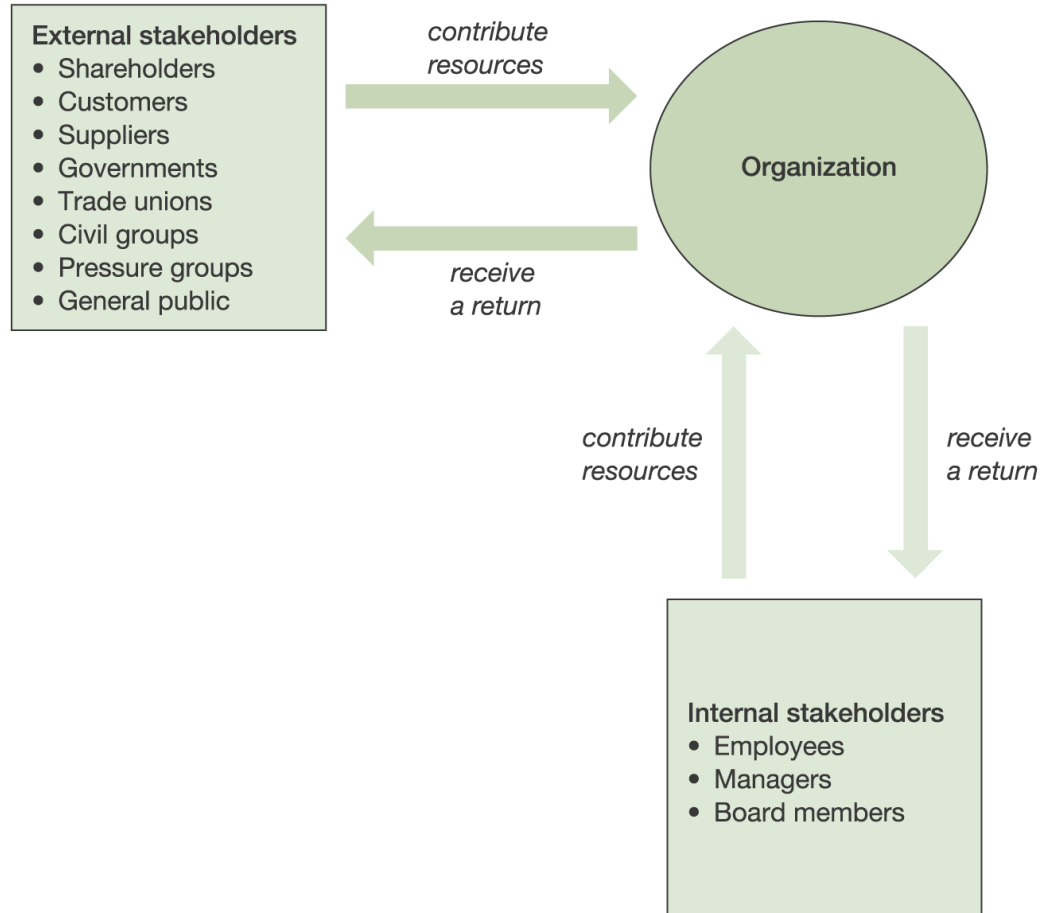 External stakeholders
• Shareholders
• Customers
• Suppliers
• Governments
• Trade unions
• Civil groups
• Pressure groups
• General public
contribute
resources
receive
a return
Organization
contribute
resources
receive
a return
Internal stakeholders
• Employees
• Managers
• Board members